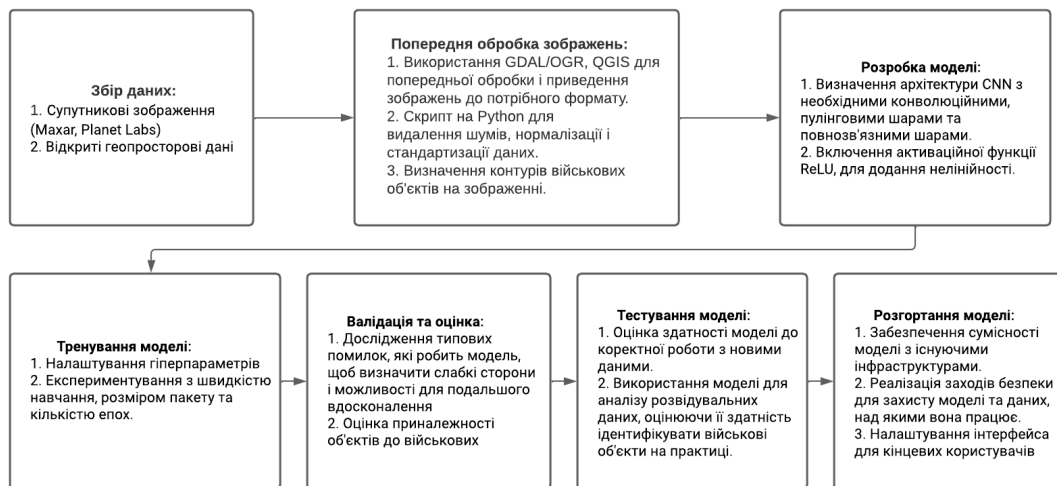 Збір даних:
1. Супутникові зображення
(Maxar, Planet Labs)
2. Відкриті геопросторові дані
Попередня обробка зображень:
1. Використання GDAL/OGR, QGIS для
попередньої обробки і приведення
зображень до потрібного формату.
2. Скрипт на Python для
видалення шумів, нормалізації і
стандартизації даних.
3. Визначення контурів військових
об'єктів на зображенні.
Розробка моделі:
1. Визначення архітектури CNN з
необхідними конволюційними,
пулінговими шарами та
повнозв'язними шарами.
2. Включення активаційної функції
ReLU, для додання нелінійності.
Тренування моделі:
1. Налаштування гіперпараметрів
2. Експериментування з швидкістю
навчання, розміром пакету та
кількістю епох.
Валідація та оцінка:
1. Дослідження типових
помилок, які робить модель,
щоб визначити слабкі сторони
і можливості для подальшого
вдосконалення
2. Оцінка приналежності
об'єктів до військових
Тестування моделі:
1. Оцінка здатності моделі до
коректної роботи з новими
даними.
2. Використання моделі для
аналізу розвідувальних
даних, оцінюючи її здатність
ідентифікувати військові
об'єкти на практиці.
Розгортання моделі:
1. Забезпечення сумісності
моделі з існуючими
інфраструктурами.
2. Реалізація заходів безпеки
для захисту моделі та даних,
над якими вона працює.
3. Налаштування інтерфейса
для кінцевих користувачів